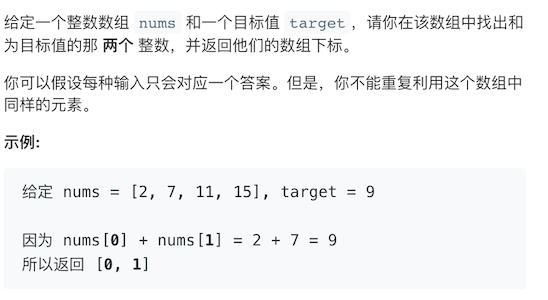 给定一个整数数组 nums 和一个目标值 target，请你在该数组中找出和
为目标值的那 两个 整数，并返回他们的数组下标。
你可以假设每种输入只会对应一个答案。但是，你不能重复利用这个数组中
同样的元素。
示例:
给定 nums = [2, 7, 11, 15], target = 9
因为 nums[0] + nums[1] = 2 + 7 = 9
所以返回 [0, 1]